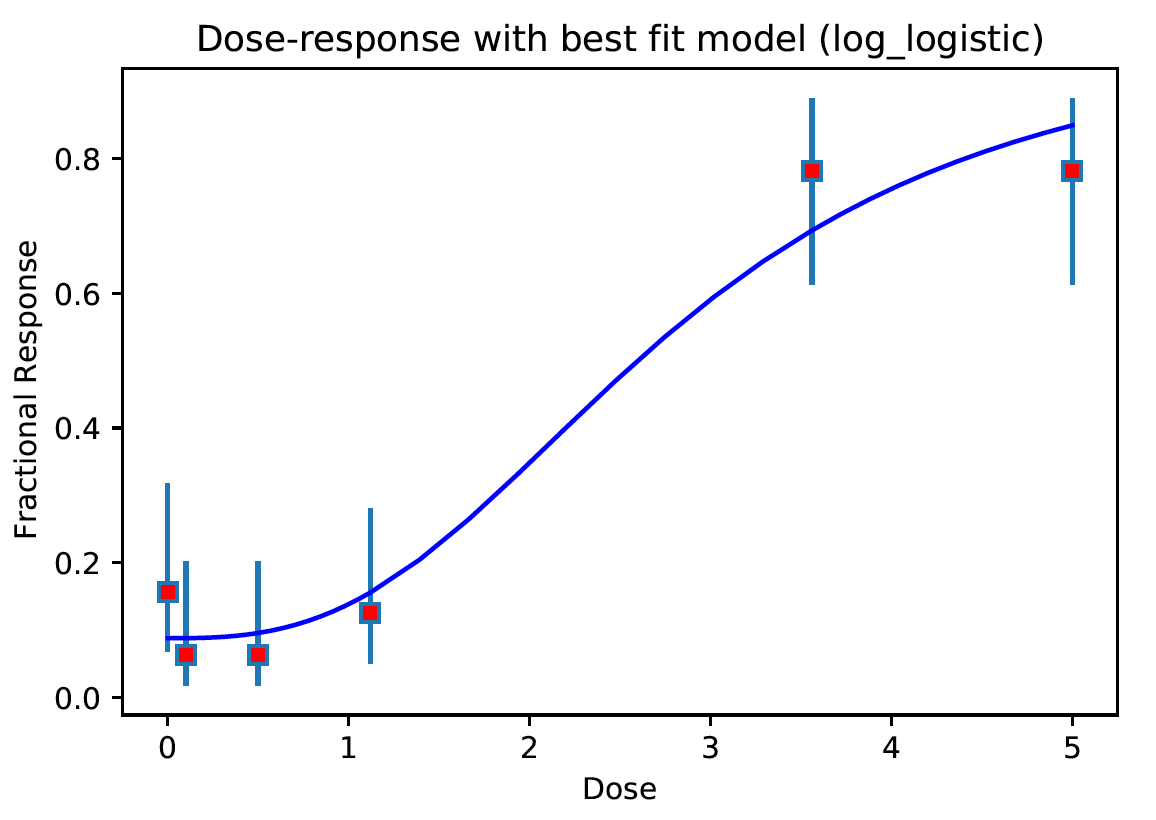 Dose-response with best fit model (log_logistic)
Fractional Response
0.8
0.6
0.4
0.2
0.0
0 1 2 3 4 5
Dose